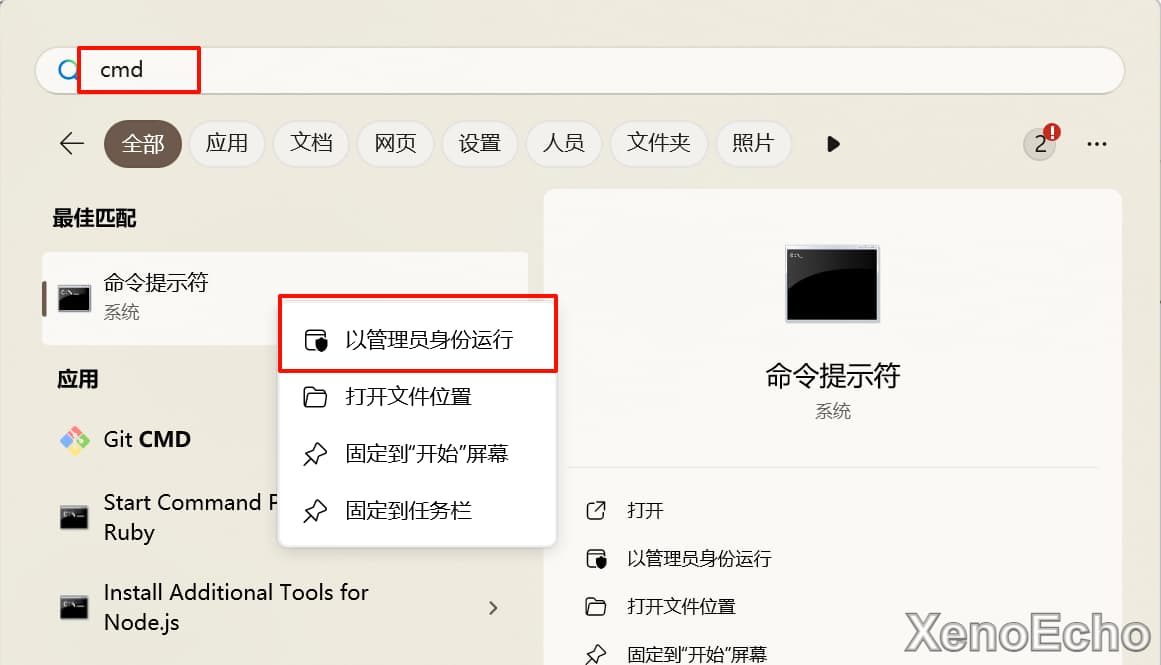 cmd
全部 应用 文档 网页 设置 人员 文件夹 照片 2
最佳匹配
命令提示符
系统
以管理员身份运行
打开文件位置
固定到“开始”屏幕
固定到任务栏
应用
Git CMD
Start Command P
Ruby
Install Additional Tools for
Node.js
命令提示符
系统
打开
以管理员身份运行
打开文件位置
固定到“开始”屏幕
XenoEcho